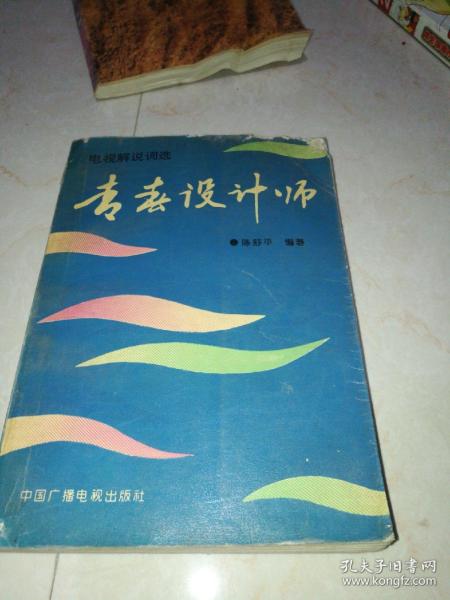 电视解说词选
青春设计师
●陈舒平 编著
中国广播电视出版社
孔夫子旧书网
www.kongfz.com